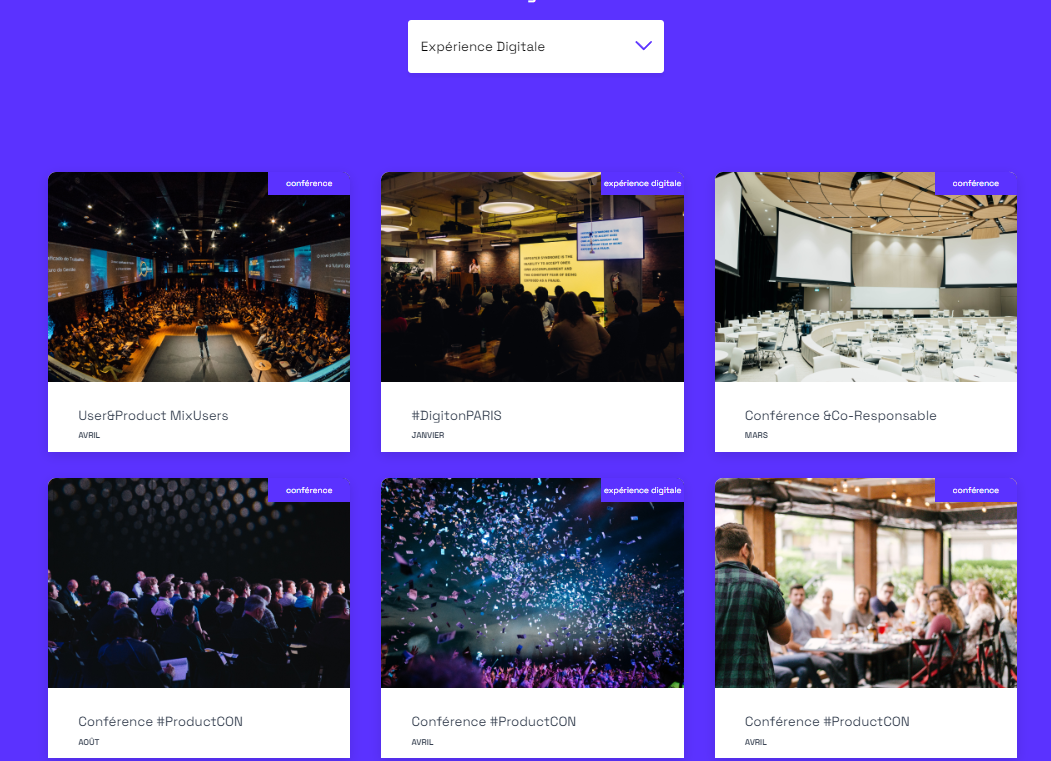 Expérience Digitale
conférence
expérience digitale
conférence
User&Product MixUsers
AVRIL
#DigitonPARIS
JANVIER
Conférence &Co-Responsable
MARS
conférence
expérience digitale
conférence
Conférence #ProductCON
AOÛT
Conférence #ProductCON
AVRIL
Conférence #ProductCON
AVRIL